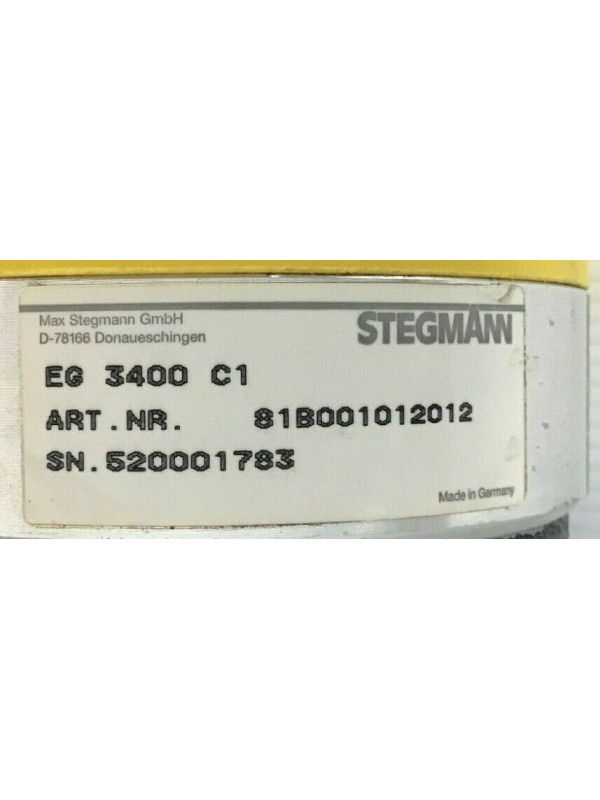 Max Stegmann GmbH
D-78166 Donaueschingen
STEGMANN
EG 3400 C1
ART.NR. 81B001012012
SN.520001783
Made in Germany